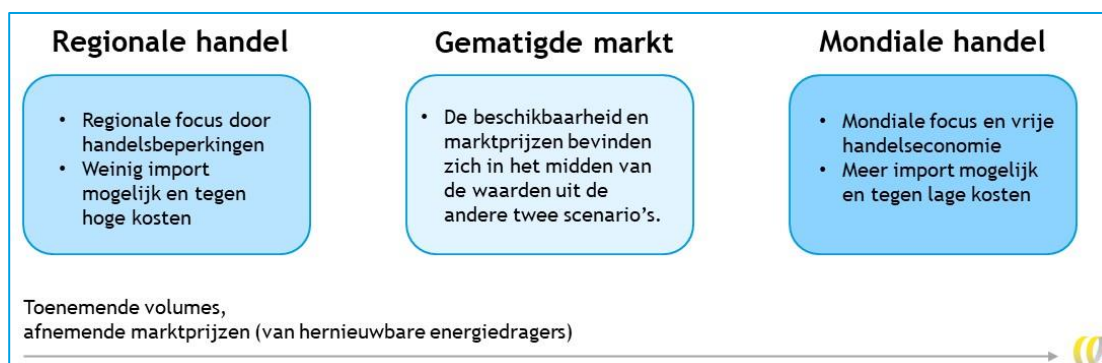 Regionale handel
• Regionale focus door
handelsbeperkingen
• Weinig import
mogelijk en tegen
hoge kosten
Gematigde markt
• De beschikbaarheid en
marktprijzen bevinden
zich in het midden van
de waarden uit de
andere twee scenario's.
Mondiale handel
• Mondiale focus en vrije
handelseconomie
• Meer import mogelijk
en tegen lage kosten
Toenemende volumes,
afnemende marktprijzen (van hernieuwbare energiedragers)